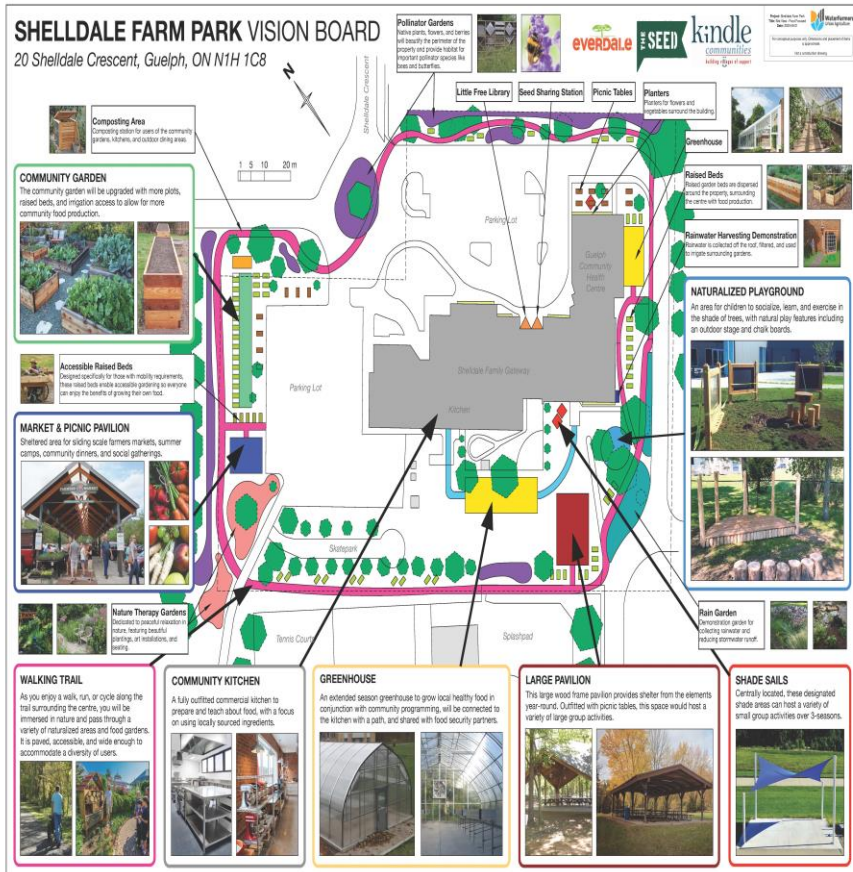 SHELLDALE FARM PARK VISION BOARD
20 Shelldale Crescent, Guelph, ON N1H 1C8
N
Shelldale Crescent
Pollinator Gardens
Native plants, flowers, and berries
will beautify the perimeter of the
property and provide habitat for
important pollinator species like
bees and butterflies.
everdale
THE SEED
kindle
communities
Little Free Library
Seed Sharing Station
Picnic Tables
Planters
Planters for flowers and
vegetables surround the building.
Greenhouse
Composting Area
Composting station for users of the community
gardens, kitchens, and outdoor dining areas.
1 5 10 20 m
COMMUNITY GARDEN
The community garden will be upgraded with more plots,
raised beds, and irrigation access to allow for more
community food production.
Raised Beds
Raised garden beds are dispersed
around the property, surrounding
the centre with food production.
Rainwater Harvesting Demonstration
Rainwater is collected off the roof, filtered, and used
to irrigate surrounding gardens.
Parking Lot
Guelph
Community
Health
Centre
NATURALIZED PLAYGROUND
An area for children to socialize, learn, and exercise in
the shade of trees, with natural play features including
an outdoor stage and chalk boards.
Accessible Raised Beds
Designed specifically for those with mobility requirements,
these raised beds enable accessible gardening so everyone
can enjoy the benefits of growing their own food.
Parking Lot
Shelldale Family Gateway
Kitchen
MARKET & PICNIC PAVILION
Sheltered area for sliding scale farmers markets, summer
camps, community dinners, and social gatherings.
Skatepark
Nature Therapy Gardens
Dedicated to peaceful relaxation in
nature, featuring beautiful
plantings, art installations, and
seating.
Tennis Courts
Splashpad
Rain Garden
Demonstration garden for
collecting rainwater and
reducing stormwater runoff.
WALKING TRAIL
As you enjoy a walk, run, or cycle along the
trail surrounding the centre, you will be
immersed in nature and pass through a
variety of naturalized areas and food gardens.
It is paved, accessible, and wide enough to
accommodate a diversity of users.
COMMUNITY KITCHEN
A fully outfitted commercial kitchen to
prepare and teach about food, with a focus
on using locally sourced ingredients.
GREENHOUSE
An extended season greenhouse to grow local healthy food in
conjunction with community programming, will be connected to
the kitchen with a path, and shared with food security partners.
LARGE PAVILION
This large wood frame pavilion provides shelter from the elements
year-round. Outfitted with picnic tables, this space would host a
variety of large group activities.
SHADE SAILS
Centrally located, these designated
shade areas can host a variety of
small group activities over 3-seasons.